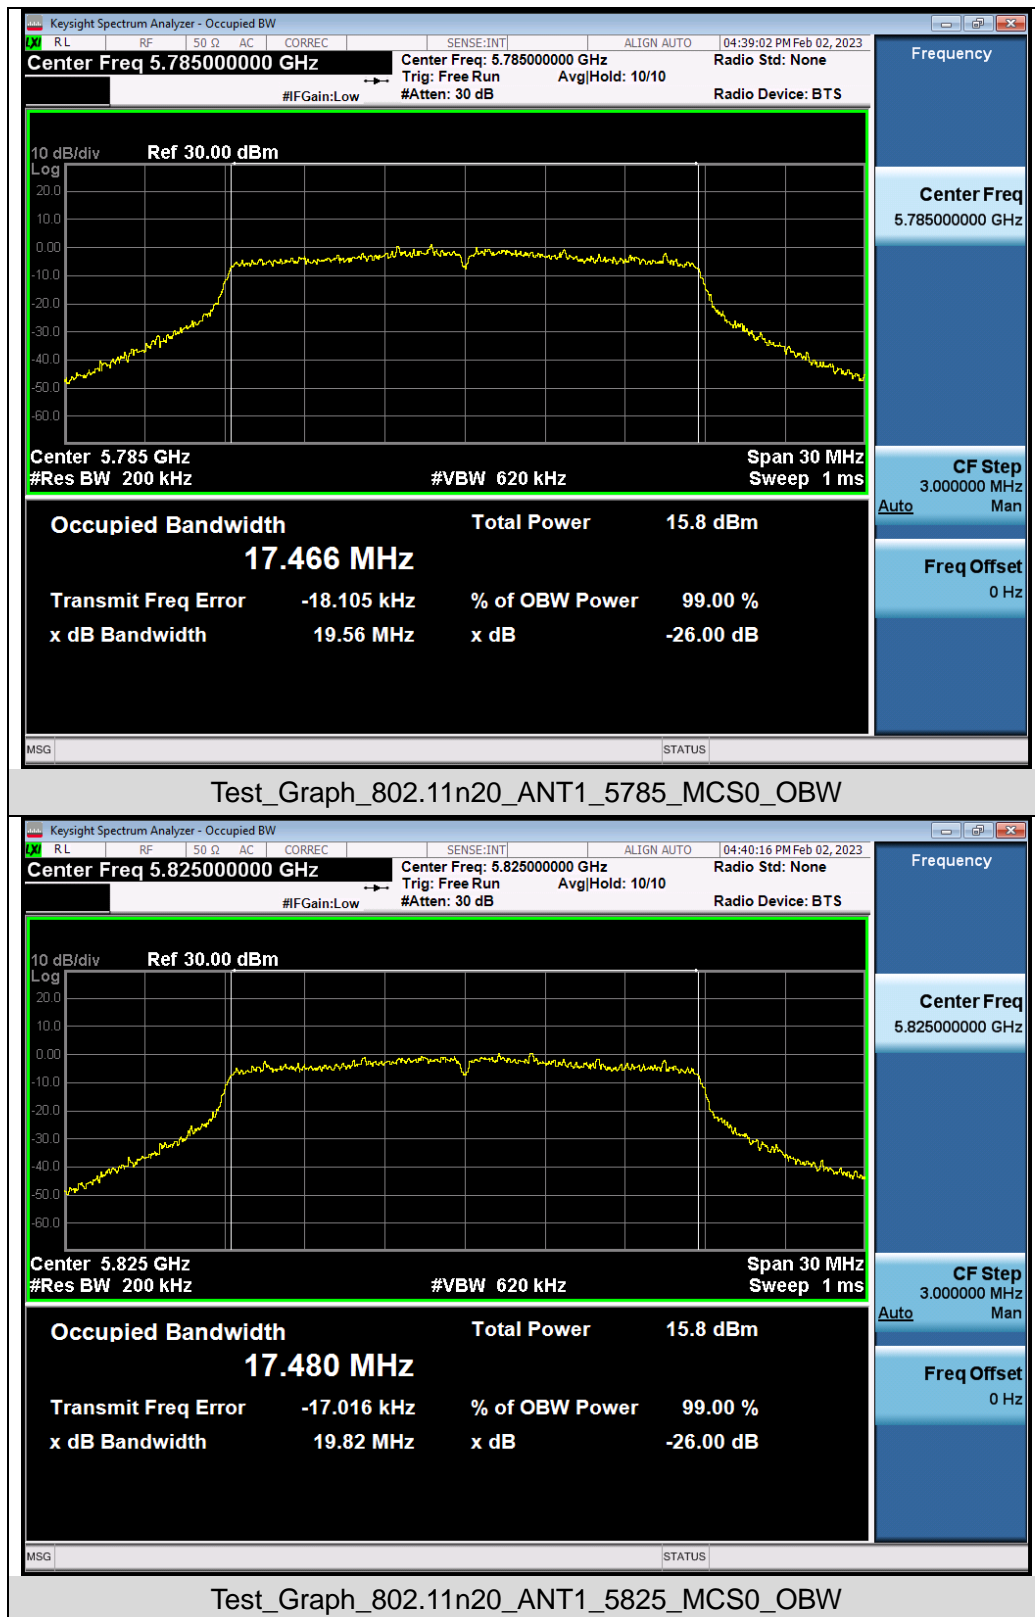 Keysight Spectrum Analyzer - Occupied BW
LXI RL RF 50 Ω AC CORREC SENSE:INT ALIGN AUTO 04:39:02 PM Feb 02, 2023
Center Freq 5.785000000 GHz Center Freq: 5.785000000 GHz Radio Std: None
Trig: Free Run Avg|Hold: 10/10
#IFGain:Low #Atten: 30 dB Radio Device: BTS
Frequency
10 dB/div Ref 30.00 dBm
Log
20.0
10.0
0.00
-10.0
-20.0
-30.0
-40.0
-50.0
-60.0
Center 5.785 GHz Span 30 MHz
#Res BW 200 kHz #VBW 620 kHz Sweep 1 ms
Center Freq
5.785000000 GHz
CF Step
3.000000 MHz
Auto Man
Freq Offset
0 Hz
Occupied Bandwidth Total Power 15.8 dBm
17.466 MHz
Transmit Freq Error -18.105 kHz % of OBW Power 99.00 %
x dB Bandwidth 19.56 MHz x dB -26.00 dB
MSG STATUS
Test_Graph_802.11n20_ANT1_5785_MCS0_OBW
Keysight Spectrum Analyzer - Occupied BW
LXI RL RF 50 Ω AC CORREC SENSE:INT ALIGN AUTO 04:40:16 PM Feb 02, 2023
Center Freq 5.825000000 GHz Center Freq: 5.825000000 GHz Radio Std: None
Trig: Free Run Avg|Hold: 10/10
#IFGain:Low #Atten: 30 dB Radio Device: BTS
Frequency
10 dB/div Ref 30.00 dBm
Log
20.0
10.0
0.00
-10.0
-20.0
-30.0
-40.0
-50.0
-60.0
Center 5.825 GHz Span 30 MHz
#Res BW 200 kHz #VBW 620 kHz Sweep 1 ms
Center Freq
5.825000000 GHz
CF Step
3.000000 MHz
Auto Man
Freq Offset
0 Hz
Occupied Bandwidth Total Power 15.8 dBm
17.480 MHz
Transmit Freq Error -17.016 kHz % of OBW Power 99.00 %
x dB Bandwidth 19.82 MHz x dB -26.00 dB
MSG STATUS
Test_Graph_802.11n20_ANT1_5825_MCS0_OBW